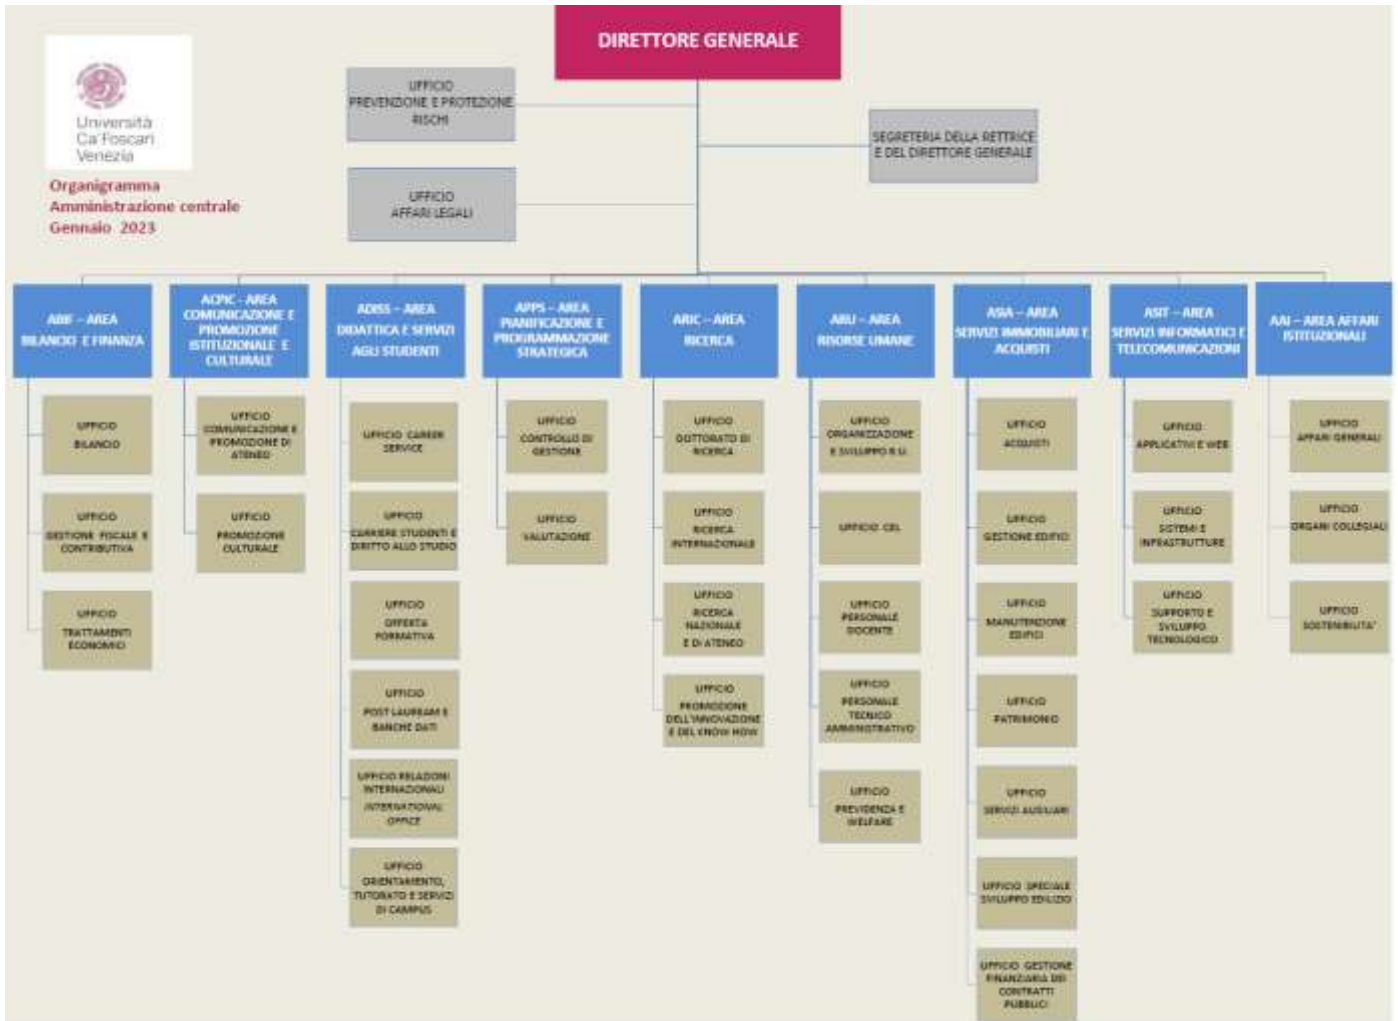 DIRETTORE GENERALE
Università
Ca'Foscari
Venezia
Organigramma
Amministrazione centrale
Gennaio 2023
UFFICIO
PREVENZIONE E PROTEZIONE
RISCHI
SEGRETERIA DELLA RETTRICE
E DEL DIRETTORE GENERALE
UFFICIO
AFFARI LEGALI
ABIF – AREA
BILANCIO E FINANZA
UFFICIO
BILANCIO
UFFICIO
GESTIONE FISCALE E
CONTRIBUTIVA
UFFICIO
TRATTAMENTI
ECONOMICI
ACPIC - AREA
COMUNICAZIONE E
PROMOZIONE
ISTITUZIONALE E
CULTURALE
UFFICIO
COMUNICAZIONE E
PROMOZIONE DI
ATENEO
UFFICIO
PROMOZIONE
CULTURALE
ADISS – AREA
DIDATTICA E SERVIZI
AGLI STUDENTI
UFFICIO CAREER
SERVICE
UFFICIO
CARRIERE STUDENTI E
DIRITTO ALLO STUDIO
UFFICIO
OFFERTA
FORMATIVA
UFFICIO
POST LAUREAM E
BANCHE DATI
UFFICIO RELAZIONI
INTERNAZIONALI
INTERNATIONAL
OFFICE
UFFICIO
ORIENTAMENTO,
TUTORATO E SERVIZI
DI CAMPUS
APPS – AREA
PIANIFICAZIONE E
PROGRAMMAZIONE
STRATEGICA
UFFICIO
CONTROLLO DI
GESTIONE
UFFICIO
VALUTAZIONE
ARIC – AREA
RICERCA
UFFICIO
DOTTORATO DI
RICERCA
UFFICIO
RICERCA
INTERNAZIONALE
UFFICIO
RICERCA
NAZIONALE
E DI ATENEO
UFFICIO
PROMOZIONE
DELL'INNOVAZIONE
E DEL KNOW HOW
ARU – AREA
RISORSE UMANE
UFFICIO
ORGANIZZAZIONE
E SVILUPPO R.U.
UFFICIO CEL
UFFICIO
PERSONALE
DOCENTE
UFFICIO
PERSONALE
TECNICO
AMMINISTRATIVO
UFFICIO
PREVIDENZA E
WELFARE
ASIA – AREA
SERVIZI IMMOBILIARI E
ACQUISTI
UFFICIO
ACQUISTI
UFFICIO
GESTIONE EDIFICI
UFFICIO
MANUTENZIONE
EDIFICI
UFFICIO
PATRIMONIO
UFFICIO
SERVIZI AUSILIARI
UFFICIO SPECIALE
SVILUPPO EDILIZIO
UFFICIO GESTIONE
FINANZIARIA DEI
CONTRATTI
PUBBLICI
ASIT – AREA
SERVIZI INFORMATICI E
TELECOMUNICAZIONI
UFFICIO
APPLICATIVI E WEB
UFFICIO
SISTEMI E
INFRASTRUTTURE
UFFICIO
SUPPORTO E
SVILUPPO
TECNOLOGICO
AAI – AREA AFFARI
ISTITUZIONALI
UFFICIO
AFFARI GENERALI
UFFICIO
ORGANI COLLEGIALI
UFFICIO
SOSTENIBILITA'